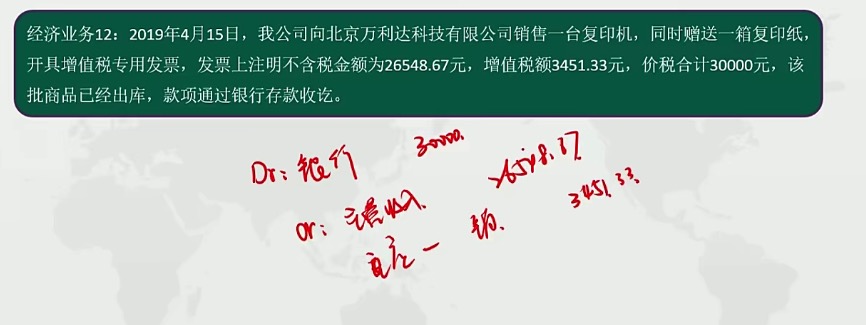 经济业务12：2019年4月15日，我公司向北京万利达科技有限公司销售一台复印机，同时赠送一箱复印纸，
开具增值税专用发票，发票上注明不含税金额为26548.67元，增值税额3451.33元，价税合计30000元，该
批商品已经出库，款项通过银行存款收讫。
Dr：银行 30000.
Cr：主营收入 26548.67
一 销 3451.33.